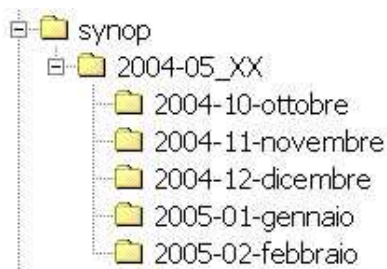 synop
2004-05_XX
2004-10-ottobre
2004-11-novembre
2004-12-dicembre
2005-01-gennaio
2005-02-febbraio